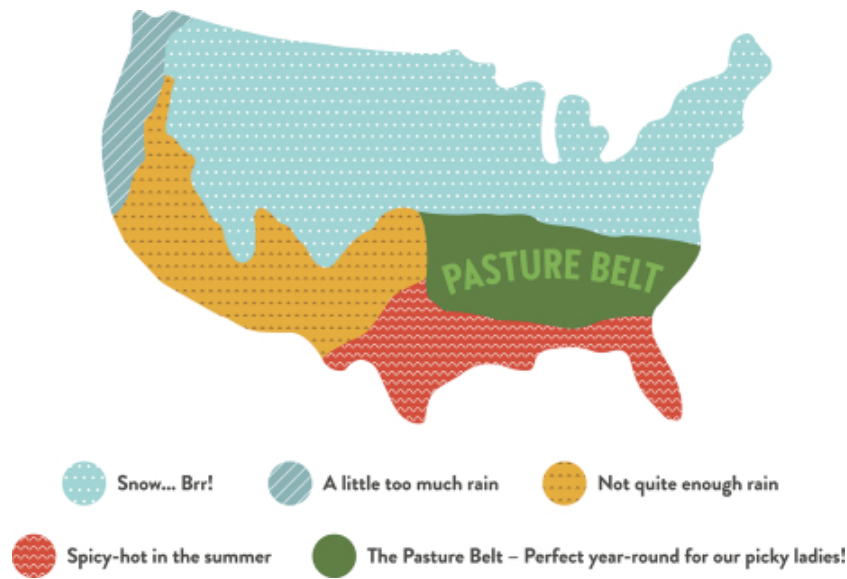 PASTURE BELT
Snow... Brr!
A little too much rain
Not quite enough rain
Spicy-hot in the summer
The Pasture Belt – Perfect year-round for our picky ladies!